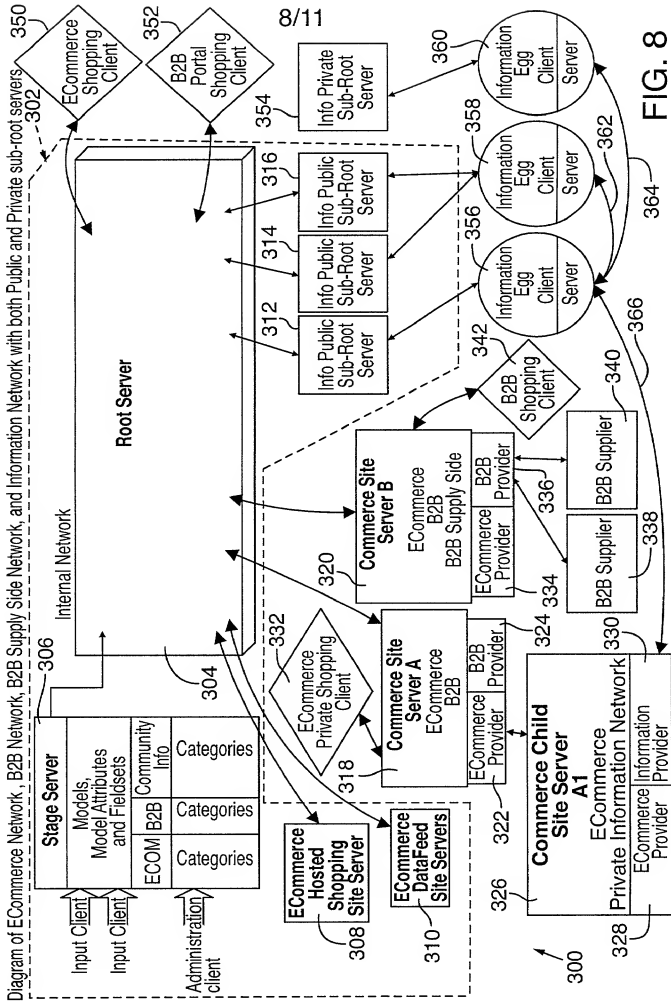 8/11
Diagram of ECommerce Network, B2B Network, B2B Supply Side Network, and Information Network with both Public and Private sub-root servers
302
Internal Network
306
Stage Server
Models,
Model Attributes
and Fieldsets
ECOM
B2B
Community
Info
Categories
Categories
Categories
Input Client
Input Client
Administration
client
Root Server
304
350
ECommerce
Shopping
Client
352
B2B
Portal
Shopping
Client
ECommerce
Hosted
Shopping
Site Server
308
ECommerce
DataFeed
Site Servers
310
332
ECommerce
Private Shopping
Client
318
Commerce Site
Server A
ECommerce
B2B
ECommerce
Provider
B2B
Provider
322
324
320
Commerce Site
Server B
ECommerce
B2B
B2B Supply Side
ECommerce
Provider
B2B
Provider
334
336
312
Info Public
Sub-Root
Server
314
Info Public
Sub-Root
Server
316
Info Public
Sub-Root
Server
354
Info Private
Sub-Root
Server
342
B2B
Shopping
Client
B2B Supplier
338
B2B Supplier
340
356
Information
Egg
Client
Server
358
Information
Egg
Client
Server
360
Information
Egg
Client
Server
362
364
366
326
Commerce Child
Site Server
A1
ECommerce
Private Information Network
ECommerce
Provider
Information
Provider
328
330
300
FIG. 8